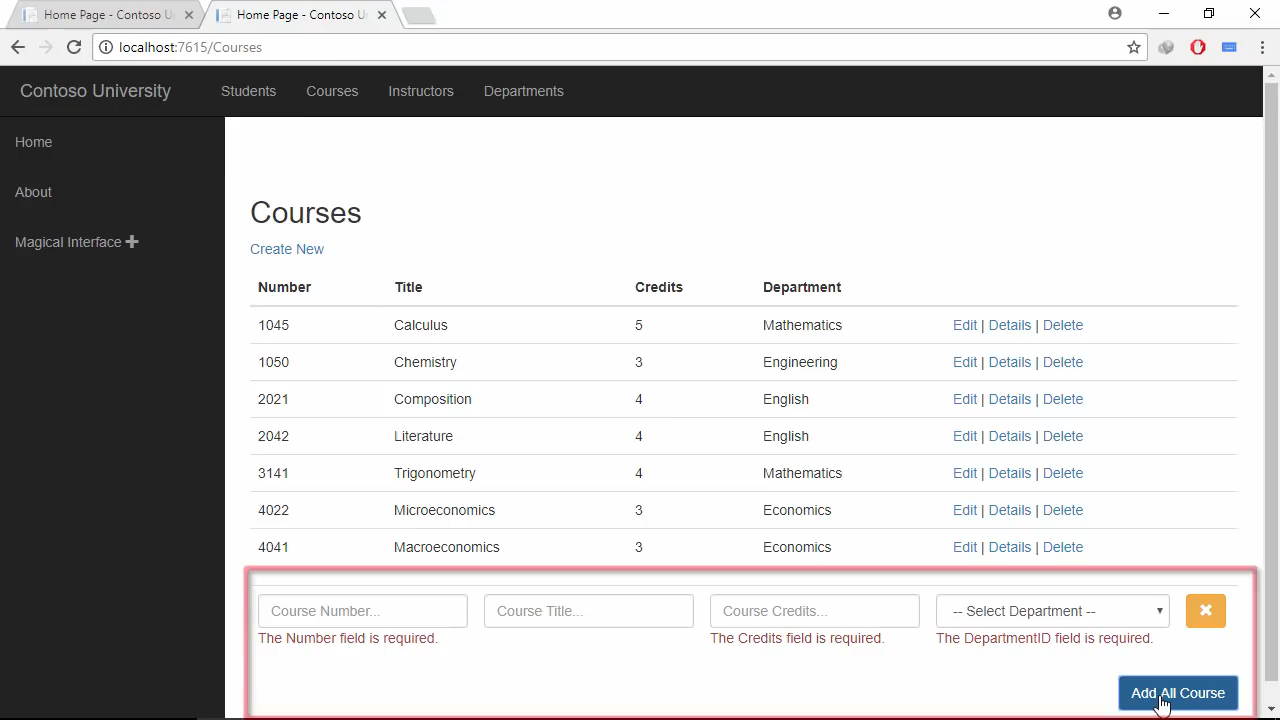 Home Page - Contoso U Home Page - Contoso U
localhost:7615/Courses
Contoso University Students Courses Instructors Departments
Home
About
Magical Interface
Courses
Create New
Number Title Credits Department
1045 Calculus 5 Mathematics Edit | Details | Delete
1050 Chemistry 3 Engineering Edit | Details | Delete
2021 Composition 4 English Edit | Details | Delete
2042 Literature 4 English Edit | Details | Delete
3141 Trigonometry 4 Mathematics Edit | Details | Delete
4022 Microeconomics 3 Economics Edit | Details | Delete
4041 Macroeconomics 3 Economics Edit | Details | Delete
Course Number... Course Title... Course Credits... -- Select Department --
The Number field is required. The Credits field is required. The DepartmentID field is required.
Add All Course